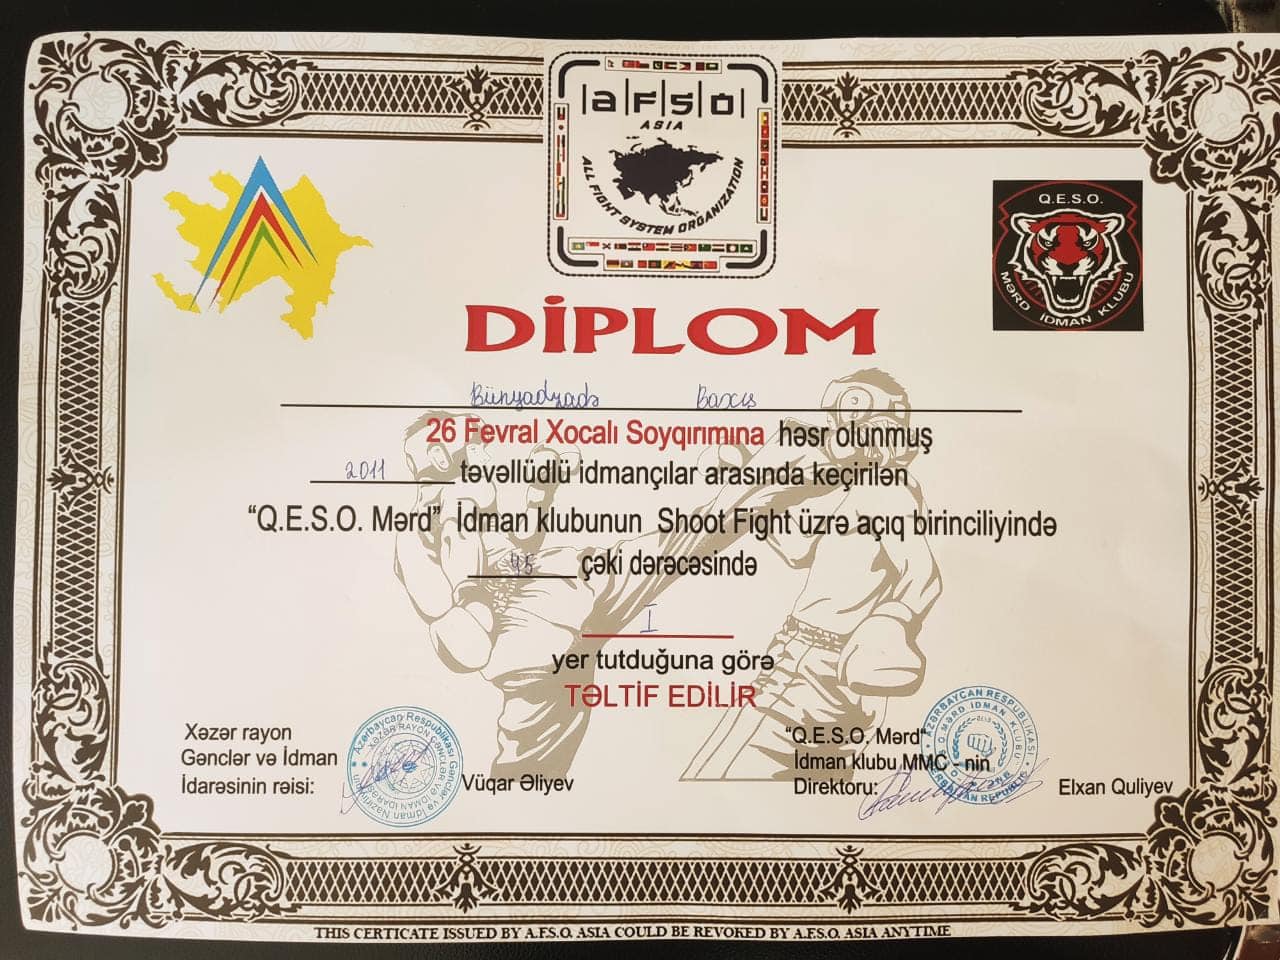 |a|F|S|O|
ASIA
ALL FIGHT SYSTEM ORGANIZATION
Q.E.S.O.
MƏRD İDMAN KLUBU
DİPLOM
Bünyadzadə Baxış
26 Fevral Xocalı Soyqırımına həsr olunmuş
2011 təvəllüdlü idmançılar arasında keçirilən
“Q.E.S.O. Mərd” İdman klubunun Shoot Fight üzrə açıq birinciliyində
45 çəki dərəcəsində
I
yer tutduğuna görə
TƏLTİF EDİLİR
Xəzər rayon
Gənclər və İdman
İdarəsinin rəisi:
Vüqar Əliyev
“Q.E.S.O. Mərd”
İdman klubu MMC - nin
Direktoru:
Elxan Quliyev
THIS CERTICATE ISSUED BY A.F.S.O. ASIA COULD BE REVOKED BY A.F.S.O. ASIA ANYTIME